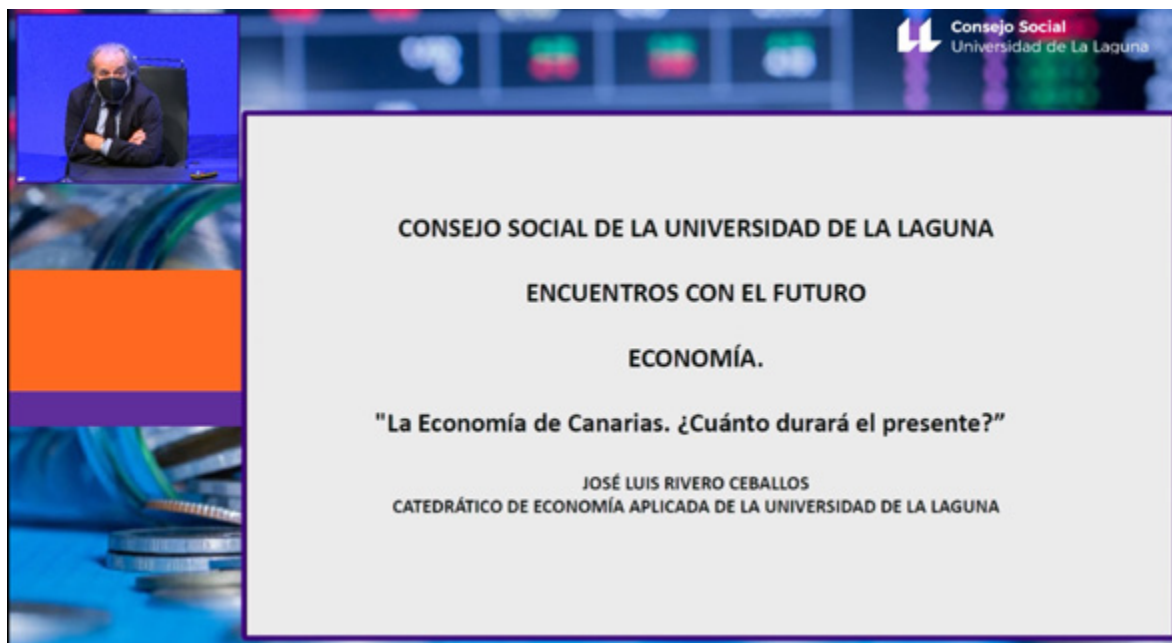 Consejo Social
Universidad de La Laguna
CONSEJO SOCIAL DE LA UNIVERSIDAD DE LA LAGUNA
ENCUENTROS CON EL FUTURO
ECONOMÍA.
"La Economía de Canarias. ¿Cuánto durará el presente?”
JOSÉ LUIS RIVERO CEBALLOS
CATEDRÁTICO DE ECONOMÍA APLICADA DE LA UNIVERSIDAD DE LA LAGUNA